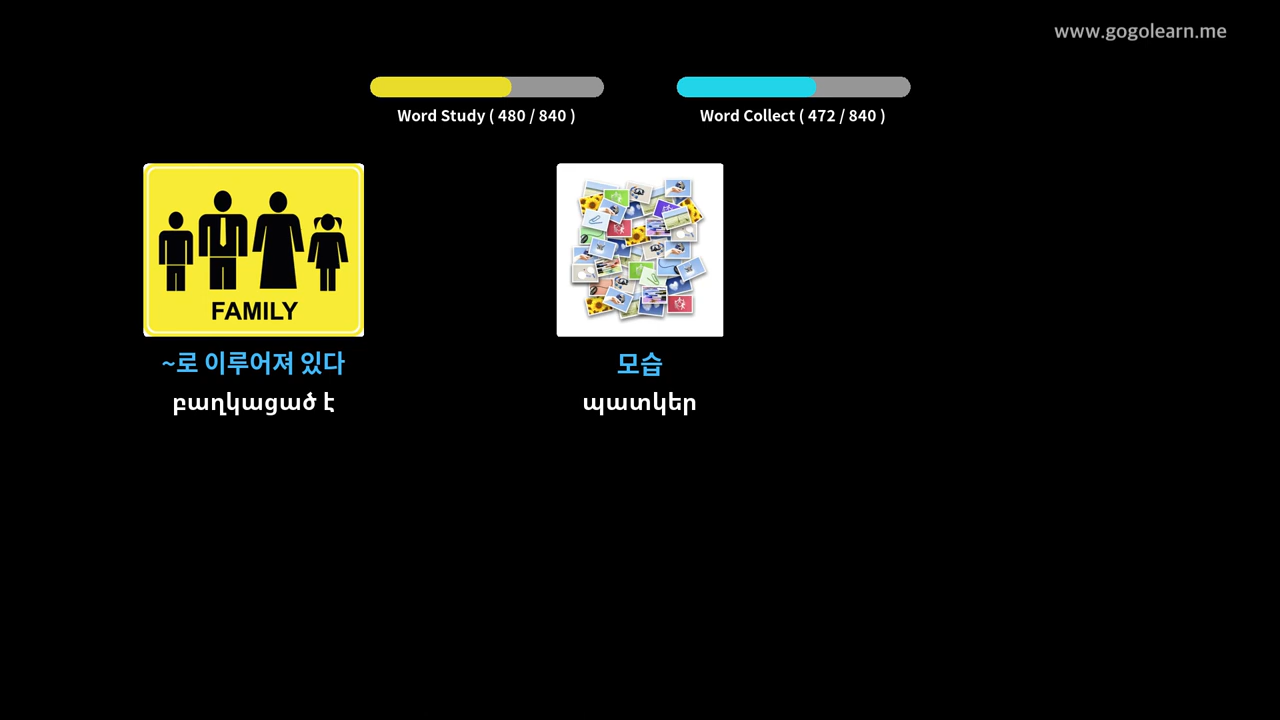 www.gogolearn.me
Word Study ( 480 / 840 )
Word Collect ( 472 / 840 )
FAMILY
~로 이루어져 있다
모습
բաղկացած է
պատկեր